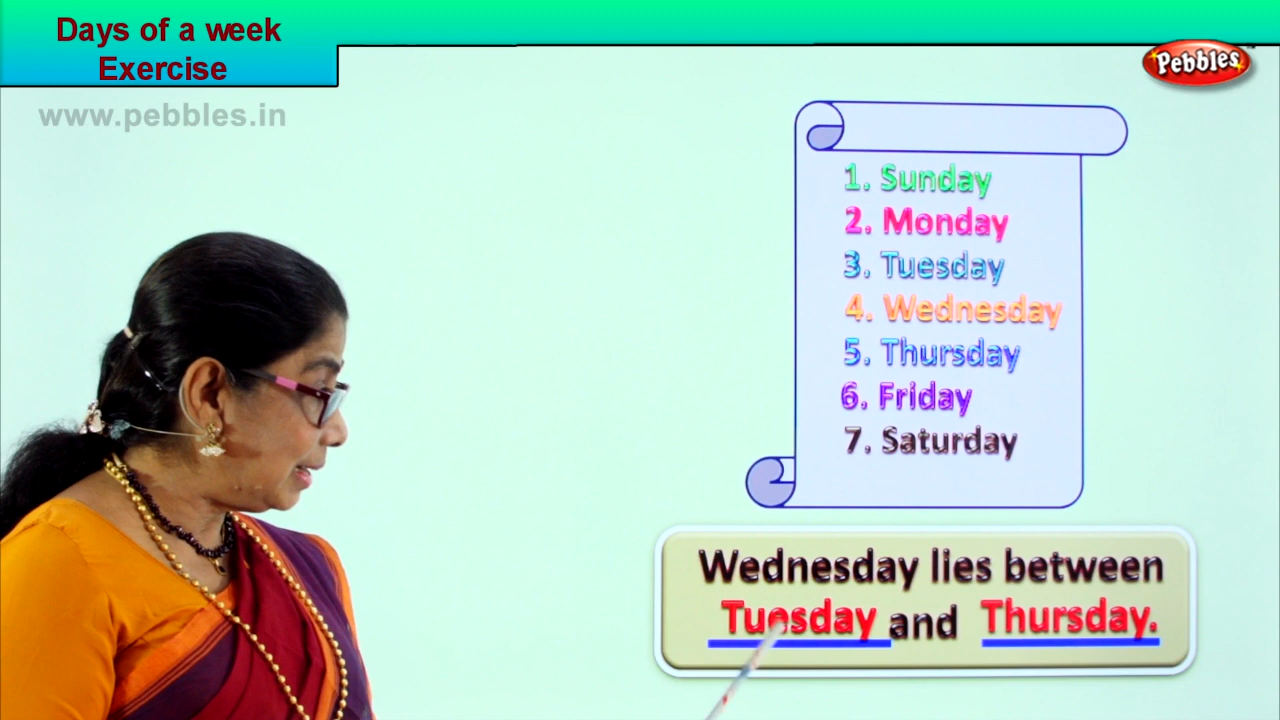 Days of a week
Exercise
www.pebbles.in
Pebbles
1. Sunday
2. Monday
3. Tuesday
4. Wednesday
5. Thursday
6. Friday
7. Saturday
Wednesday lies between
Tuesday and Thursday.